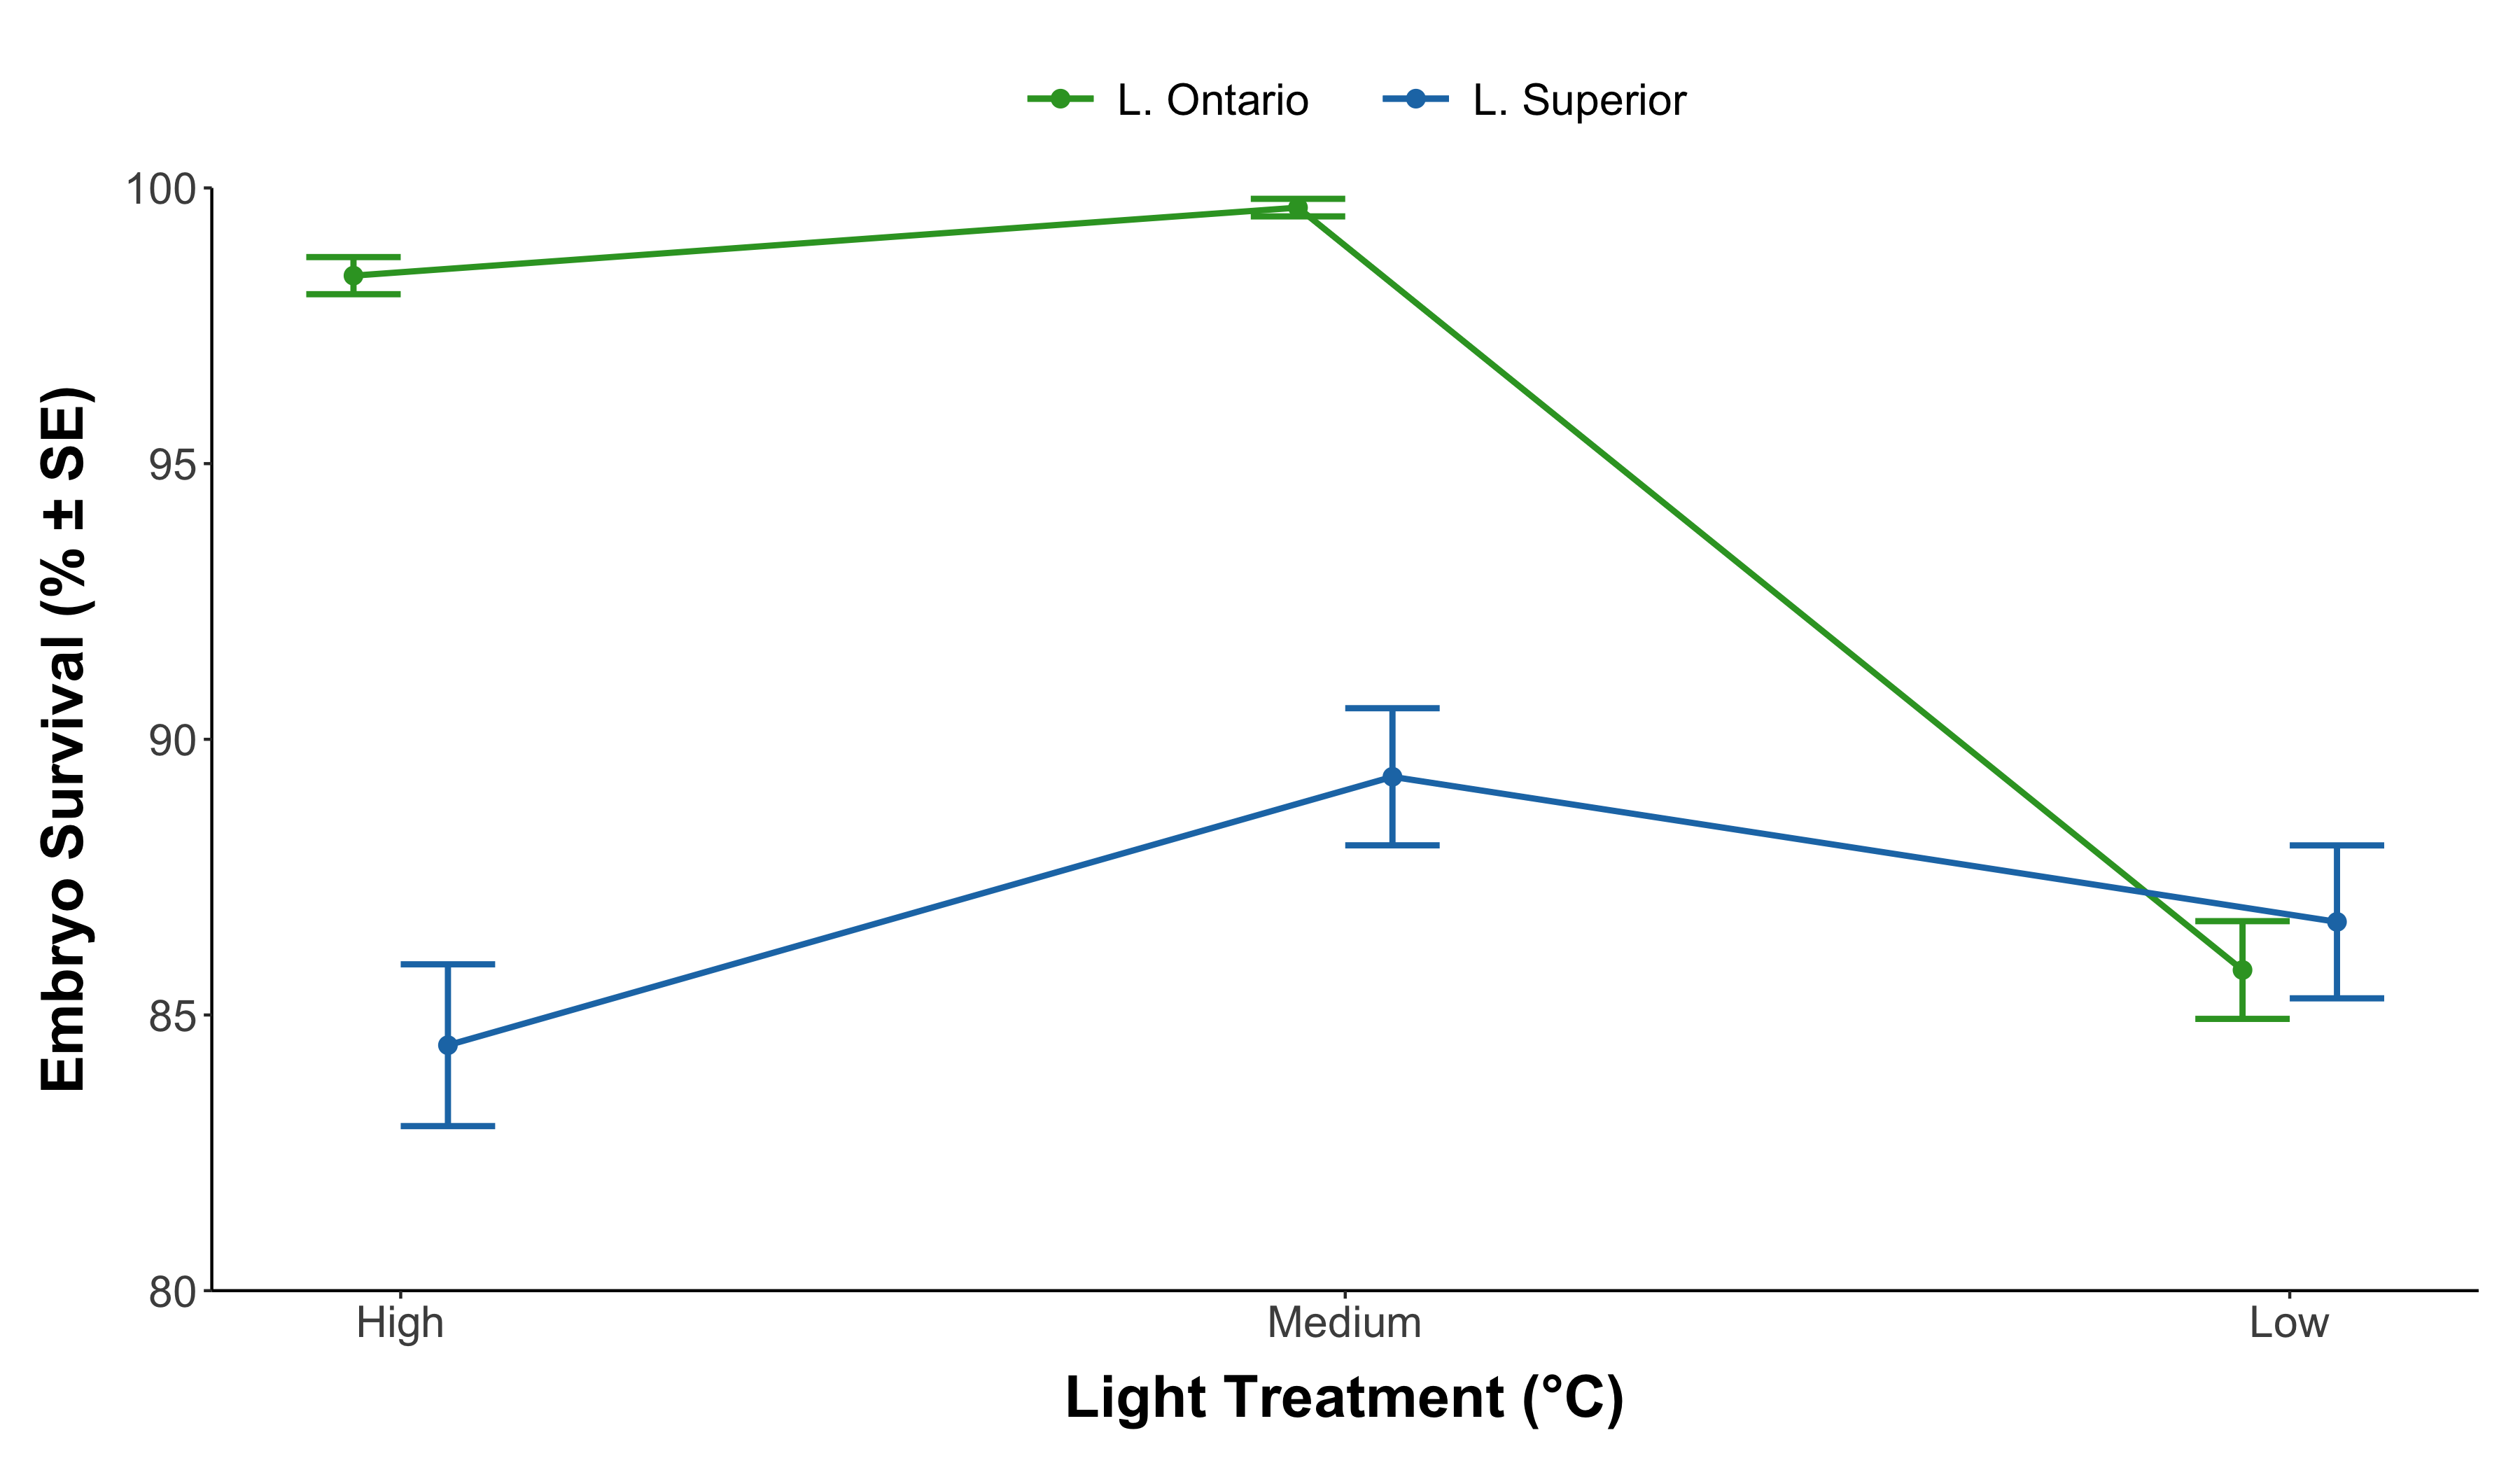 L. Ontario
L. Superior
100
95
90
85
80
Embryo Survival (% ± SE)
High
Medium
Low
Light Treatment (°C)